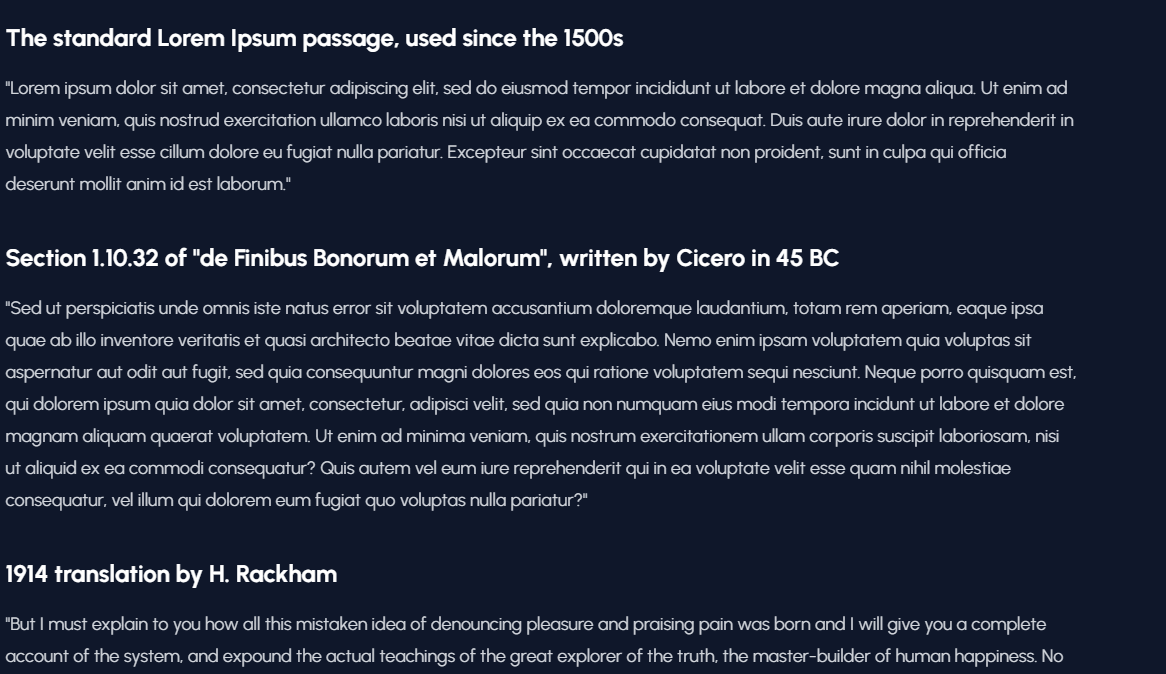 The standard Lorem Ipsum passage, used since the 1500s
"Lorem ipsum dolor sit amet, consectetur adipiscing elit, sed do eiusmod tempor incididunt ut labore et dolore magna aliqua. Ut enim ad
minim veniam, quis nostrud exercitation ullamco laboris nisi ut aliquip ex ea commodo consequat. Duis aute irure dolor in reprehenderit in
voluptate velit esse cillum dolore eu fugiat nulla pariatur. Excepteur sint occaecat cupidatat non proident, sunt in culpa qui officia
deserunt mollit anim id est laborum."
Section 1.10.32 of "de Finibus Bonorum et Malorum", written by Cicero in 45 BC
"Sed ut perspiciatis unde omnis iste natus error sit voluptatem accusantium doloremque laudantium, totam rem aperiam, eaque ipsa
quae ab illo inventore veritatis et quasi architecto beatae vitae dicta sunt explicabo. Nemo enim ipsam voluptatem quia voluptas sit
aspernatur aut odit aut fugit, sed quia consequuntur magni dolores eos qui ratione voluptatem sequi nesciunt. Neque porro quisquam est,
qui dolorem ipsum quia dolor sit amet, consectetur, adipisci velit, sed quia non numquam eius modi tempora incidunt ut labore et dolore
magnam aliquam quaerat voluptatem. Ut enim ad minima veniam, quis nostrum exercitationem ullam corporis suscipit laboriosam, nisi
ut aliquid ex ea commodi consequatur? Quis autem vel eum iure reprehenderit qui in ea voluptate velit esse quam nihil molestiae
consequatur, vel illum qui dolorem eum fugiat quo voluptas nulla pariatur?"
1914 translation by H. Rackham
"But I must explain to you how all this mistaken idea of denouncing pleasure and praising pain was born and I will give you a complete
account of the system, and expound the actual teachings of the great explorer of the truth, the master-builder of human happiness. No